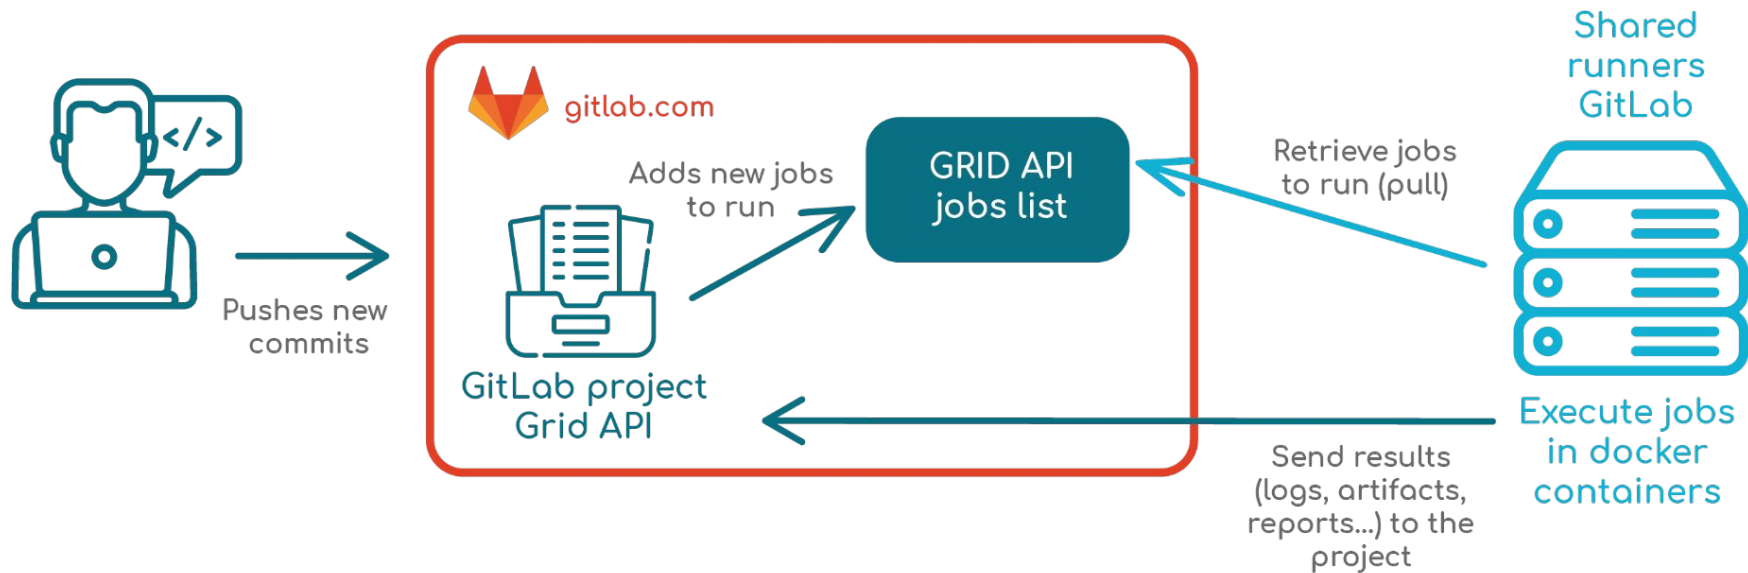 Shared
runners
GitLab
</>
gitlab.com
Adds new jobs
to run
GRID API
jobs list
Retrieve jobs
to run (pull)
Pushes new
commits
GitLab project
Grid API
Execute jobs
in docker
containers
Send results
(logs, artifacts,
reports...) to the
project